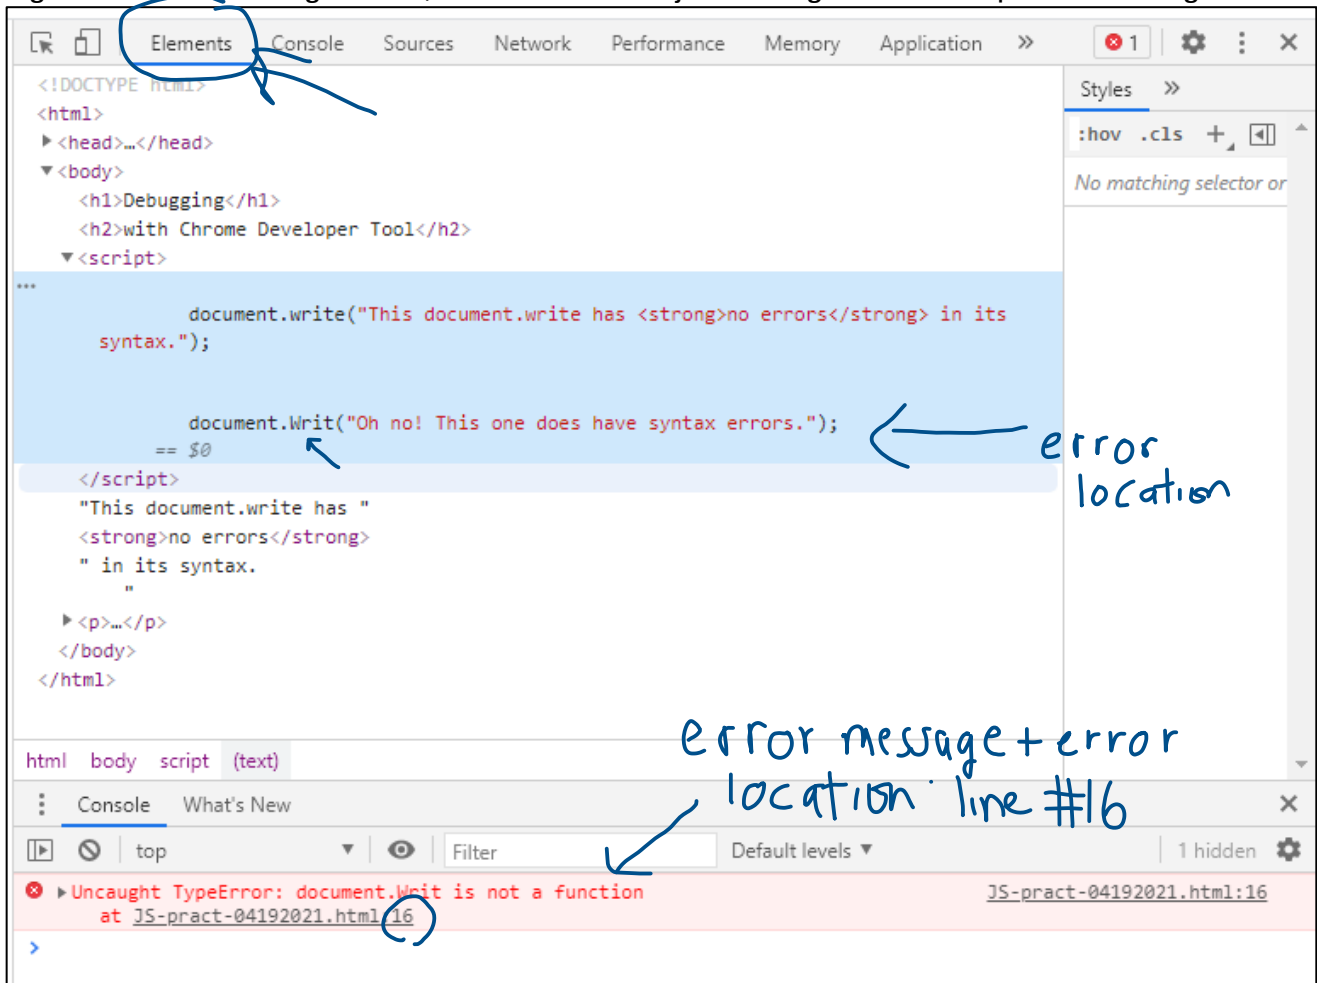 Elements Console Sources Network Performance Memory Application » 1
<!DOCTYPE html>
<html>
<head>…</head>
<body>
<h1>Debugging</h1>
<h2>with Chrome Developer Tool</h2>
<script>
...
document.write("This document.write has <strong>no errors</strong> in its
syntax.");
document.Writ("Oh no! This one does have syntax errors.");
== $0
</script>
"This document.write has "
<strong>no errors</strong>
" in its syntax.
"
<p>…</p>
</body>
</html>
Styles »
:hov .cls +
No matching selector or
error
location
html body script (text)
error message + error
location line #16
Console What's New
top Filter Default levels ▼ 1 hidden
Uncaught TypeError: document.Writ is not a function JS-pract-04192021.html:16
at JS-pract-04192021.html:16
>